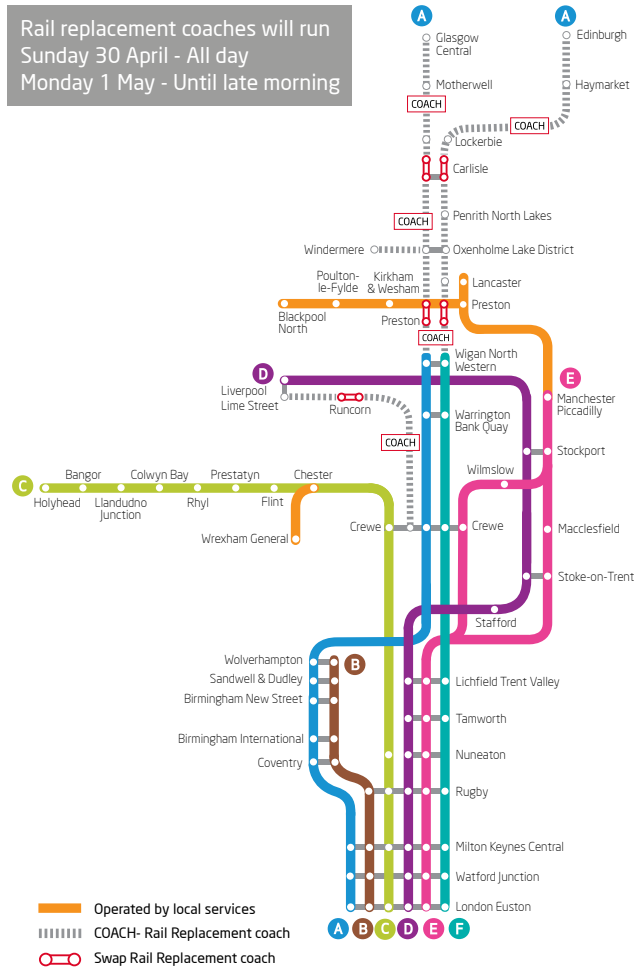 Rail replacement coaches will run
Sunday 30 April - All day
Monday 1 May - Until late morning
A
A
Glasgow
Central
Edinburgh
Motherwell
Haymarket
COACH
COACH
Lockerbie
Carlisle
COACH
Penrith North Lakes
Windermere
Oxenholme Lake District
Poulton-
le-Fylde
Kirkham
& Wesham
Lancaster
Preston
Blackpool
North
Preston
COACH
Wigan North
Western
D
E
Liverpool
Lime Street
Runcorn
Manchester
Piccadilly
Warrington
Bank Quay
COACH
Stockport
Wilmslow
C
Bangor
Colwyn Bay
Prestatyn
Chester
Holyhead
Llandudno
Junction
Rhyl
Flint
Crewe
Crewe
Macclesfield
Wrexham General
Stoke-on-Trent
Stafford
Wolverhampton
B
Sandwell & Dudley
Lichfield Trent Valley
Birmingham New Street
Tamworth
Birmingham International
Nuneaton
Coventry
Rugby
Milton Keynes Central
Watford Junction
London Euston
Operated by local services
COACH- Rail Replacement coach
Swap Rail Replacement coach
A B C D E F